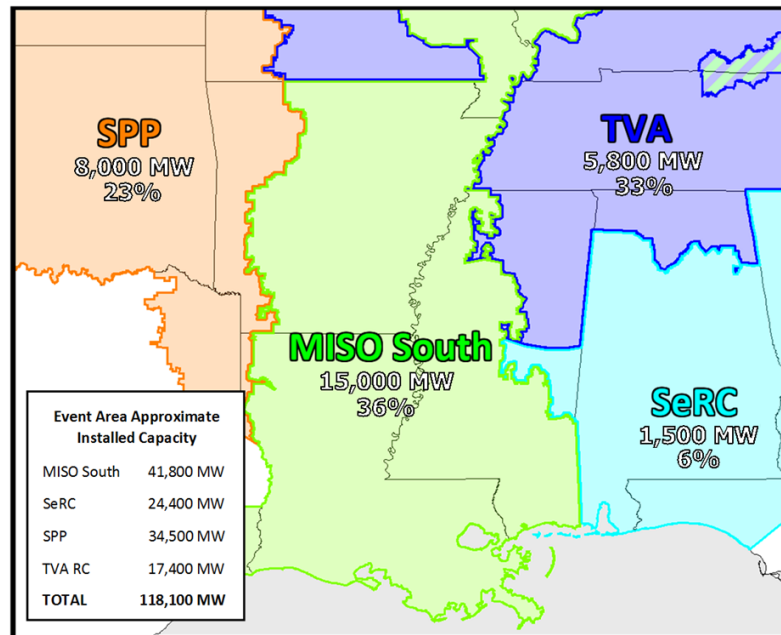 SPP
8,000 MW
23%
TVA
5,800 MW
33%
MISO South
15,000 MW
36%
SeRC
1,500 MW
6%
Event Area Approximate
Installed Capacity
MISO South 41,800 MW
SeRC 24,400 MW
SPP 34,500 MW
TVA RC 17,400 MW
TOTAL 118,100 MW